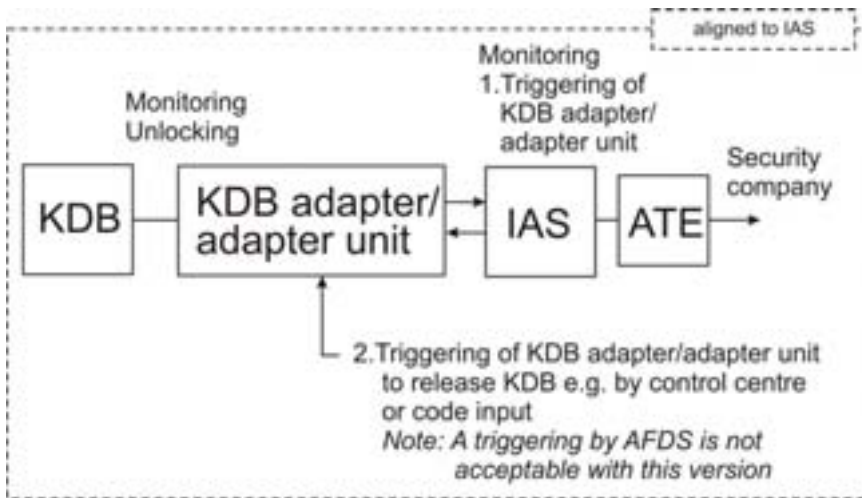 aligned to IAS
Monitoring
1.Triggering of
KDB adapter/
adapter unit
Monitoring
Unlocking
Security
company
KDB
KDB adapter/
adapter unit
IAS
ATE
2.Triggering of KDB adapter/adapter unit
to release KDB e.g. by control centre
or code input
Note: A triggering by AFDS is not
acceptable with this version